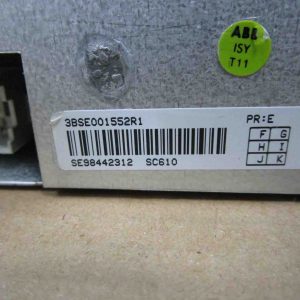 ABB
ISY
T11
3BSE001552R1
PR:E
F G
H I
J K
SE98442312 SC610